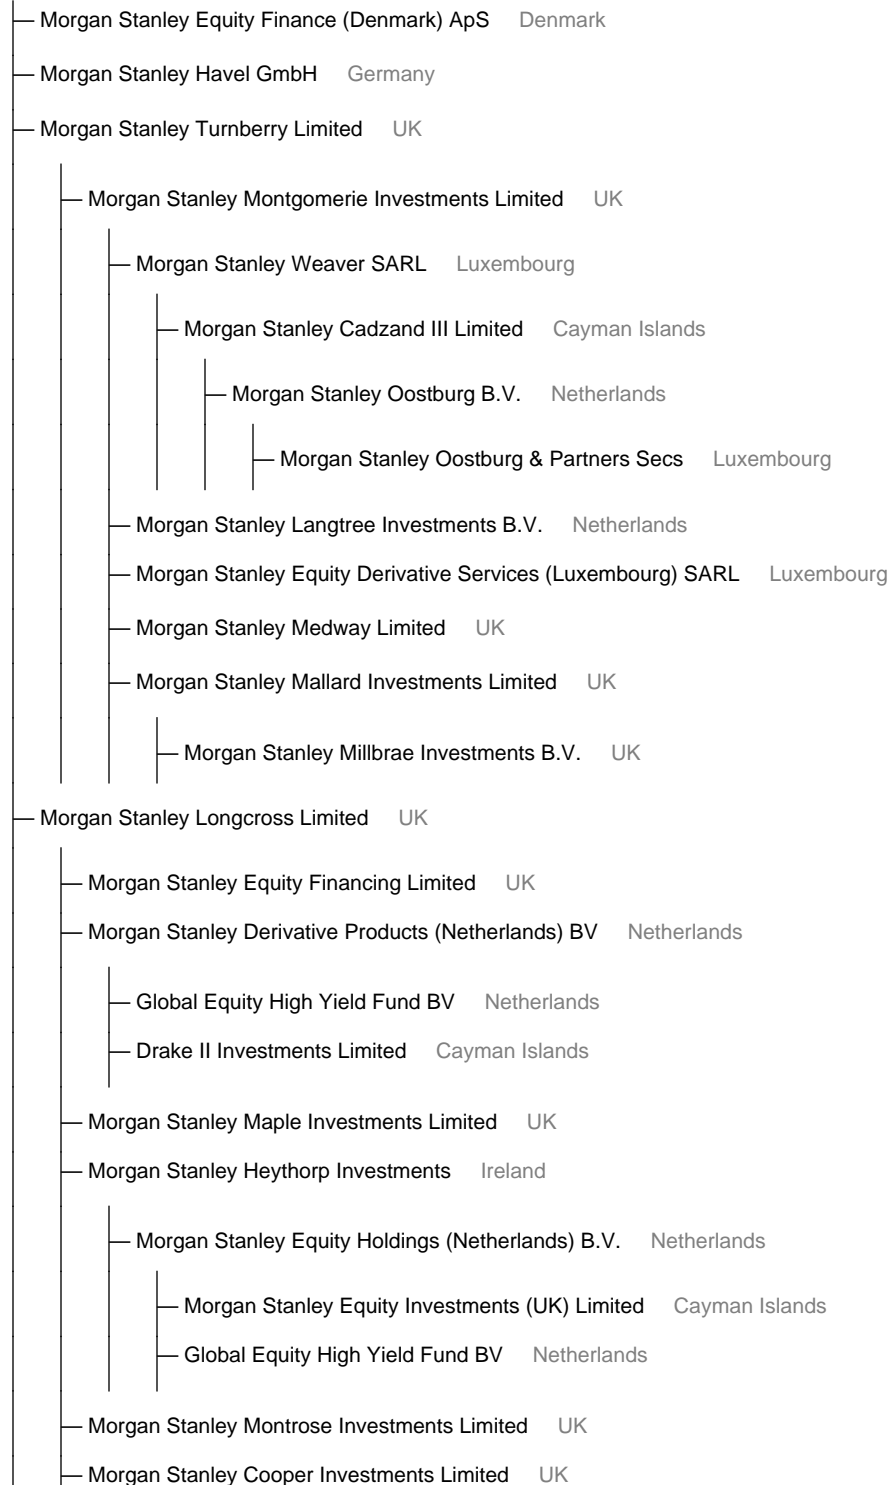 Morgan Stanley Equity Finance (Denmark) ApS Denmark
Morgan Stanley Havel GmbH Germany
Morgan Stanley Turnberry Limited UK
Morgan Stanley Montgomerie Investments Limited UK
Morgan Stanley Weaver SARL Luxembourg
Morgan Stanley Cadzand III Limited Cayman Islands
Morgan Stanley Oostburg B.V. Netherlands
Morgan Stanley Oostburg & Partners Secs Luxembourg
Morgan Stanley Langtree Investments B.V. Netherlands
Morgan Stanley Equity Derivative Services (Luxembourg) SARL Luxembourg
Morgan Stanley Medway Limited UK
Morgan Stanley Mallard Investments Limited UK
Morgan Stanley Millbrae Investments B.V. UK
Morgan Stanley Longcross Limited UK
Morgan Stanley Equity Financing Limited UK
Morgan Stanley Derivative Products (Netherlands) BV Netherlands
Global Equity High Yield Fund BV Netherlands
Drake II Investments Limited Cayman Islands
Morgan Stanley Maple Investments Limited UK
Morgan Stanley Heythorp Investments Ireland
Morgan Stanley Equity Holdings (Netherlands) B.V. Netherlands
Morgan Stanley Equity Investments (UK) Limited Cayman Islands
Global Equity High Yield Fund BV Netherlands
Morgan Stanley Montrose Investments Limited UK
Morgan Stanley Cooper Investments Limited UK